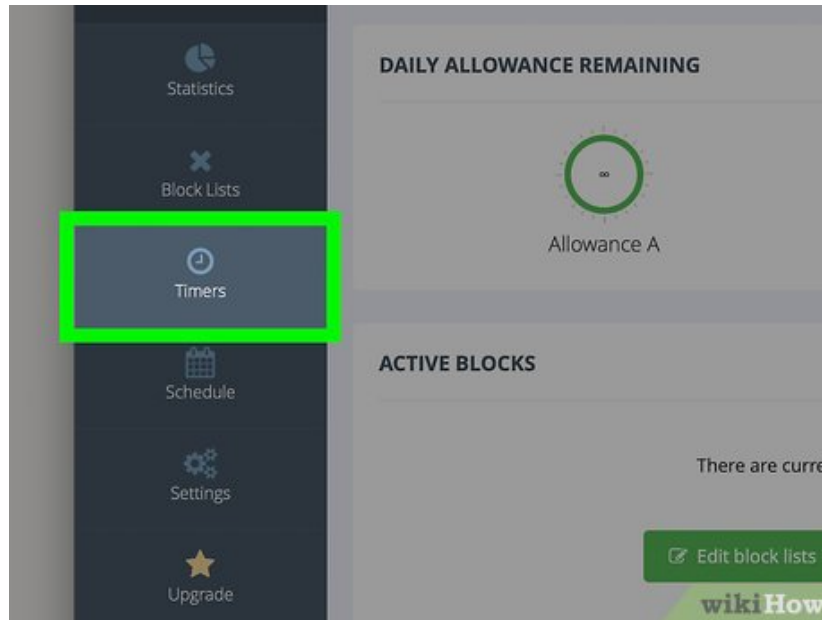 Statistics
Block Lists
Timers
Schedule
Settings
Upgrade
DAILY ALLOWANCE REMAINING
∞
Allowance A
ACTIVE BLOCKS
There are curre
Edit block lists
wikiHow